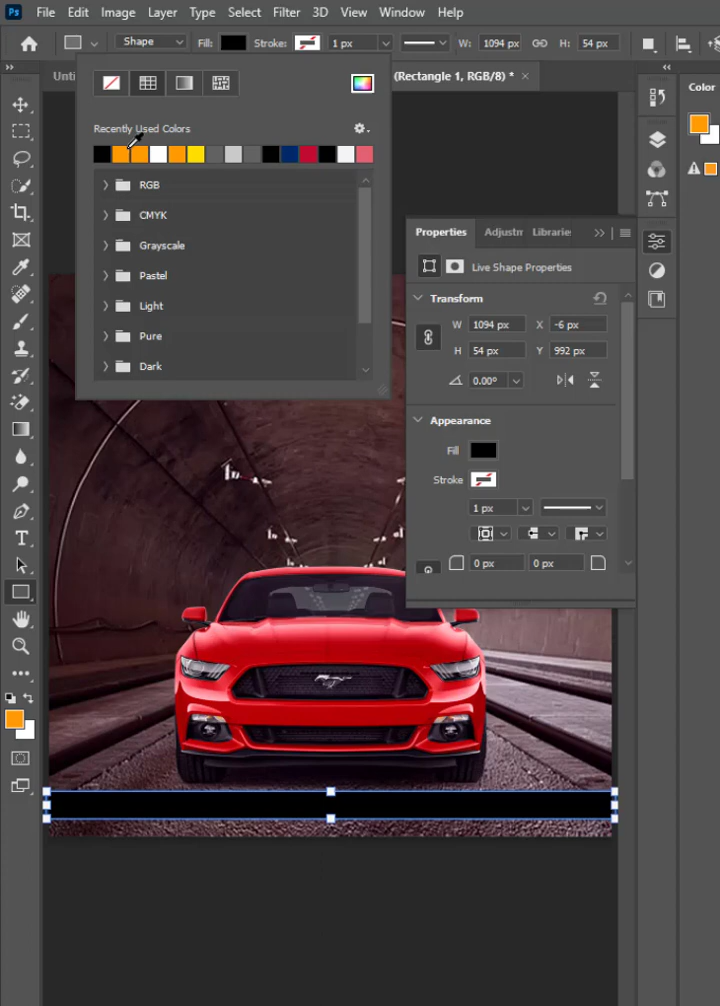 Ps File Edit Image Layer Type Select Filter 3D View Window Help
Shape Fill: Stroke: 1 px W: 1094 px H: 54 px
(Rectangle 1, RGB/8) * ×
Color
Recently Used Colors
RGB
CMYK
Grayscale
Pastel
Light
Pure
Dark
Properties Adjustm Libraries
Live Shape Properties
Transform
W 1094 px X -6 px
H 54 px Y 992 px
0.00°
Appearance
Fill
Stroke
1 px
0 px 0 px